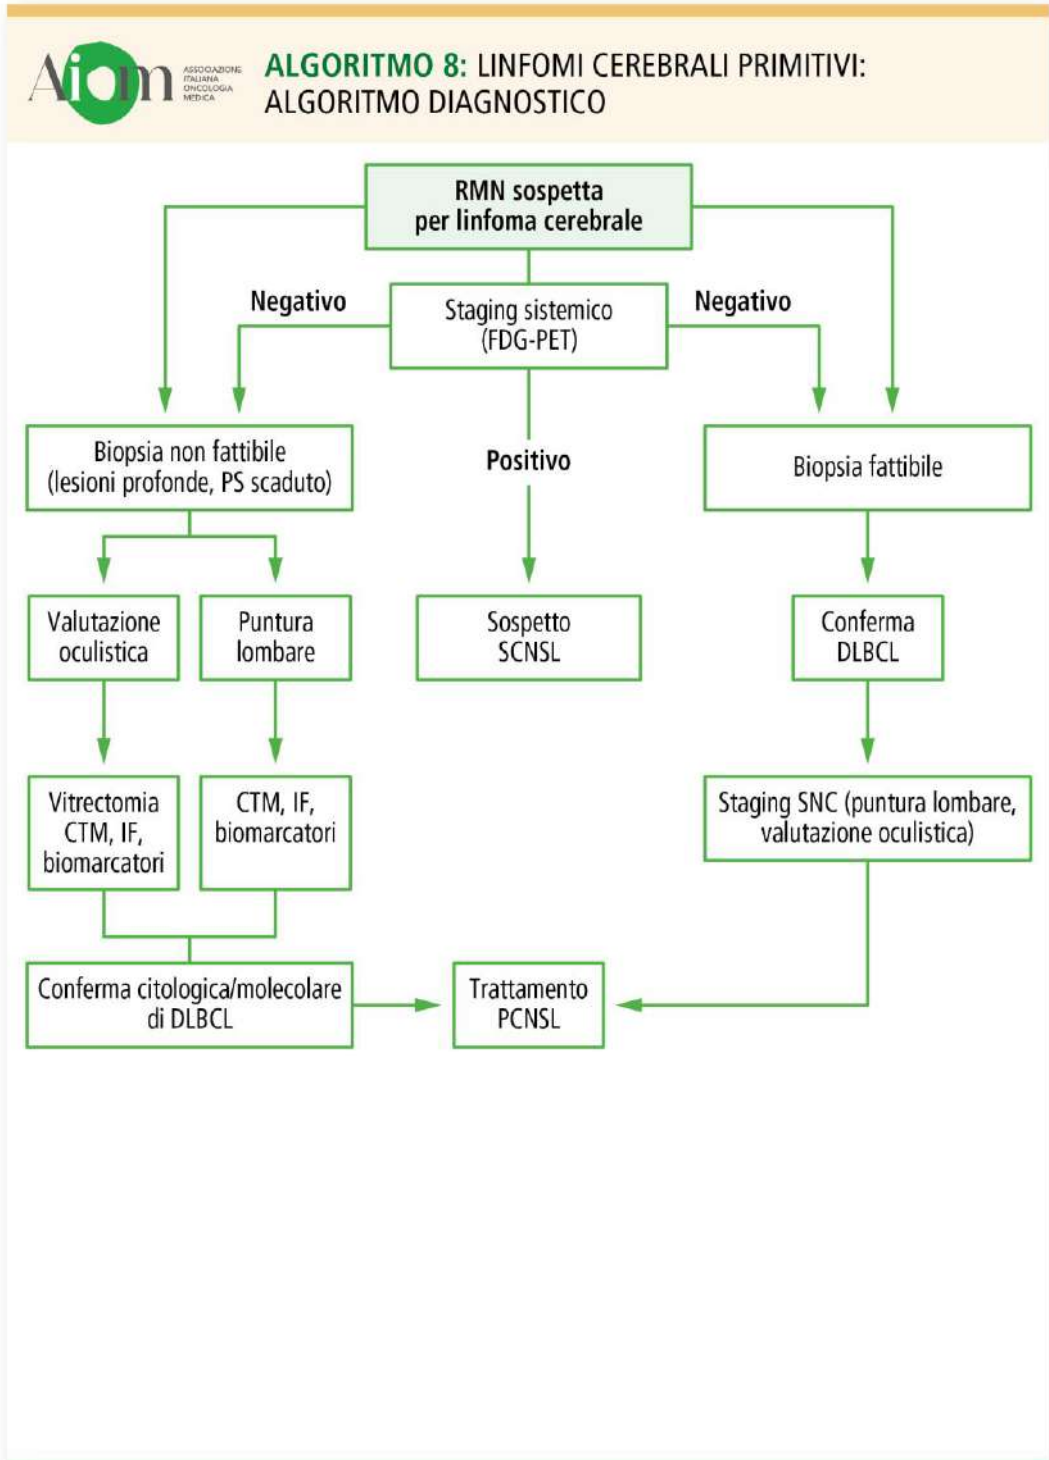 Aiom
ASSOCIAZIONE
ITALIANA
ONCOLOGIA
MEDICA
ALGORITMO 8: LINFOMI CEREBRALI PRIMITIVI:
ALGORITMO DIAGNOSTICO
RMN sospetta
per linfoma cerebrale
Negativo
Staging sistemico
(FDG-PET)
Negativo
Biopsia non fattibile
(lesioni profonde, PS scaduto)
Positivo
Biopsia fattibile
Valutazione
oculistica
Puntura
lombare
Sospetto
SCNSL
Conferma
DLBCL
Vitrectomia
CTM, IF,
biomarcatori
CTM, IF,
biomarcatori
Staging SNC (puntura lombare,
valutazione oculistica)
Conferma citologica/molecolare
di DLBCL
Trattamento
PCNSL